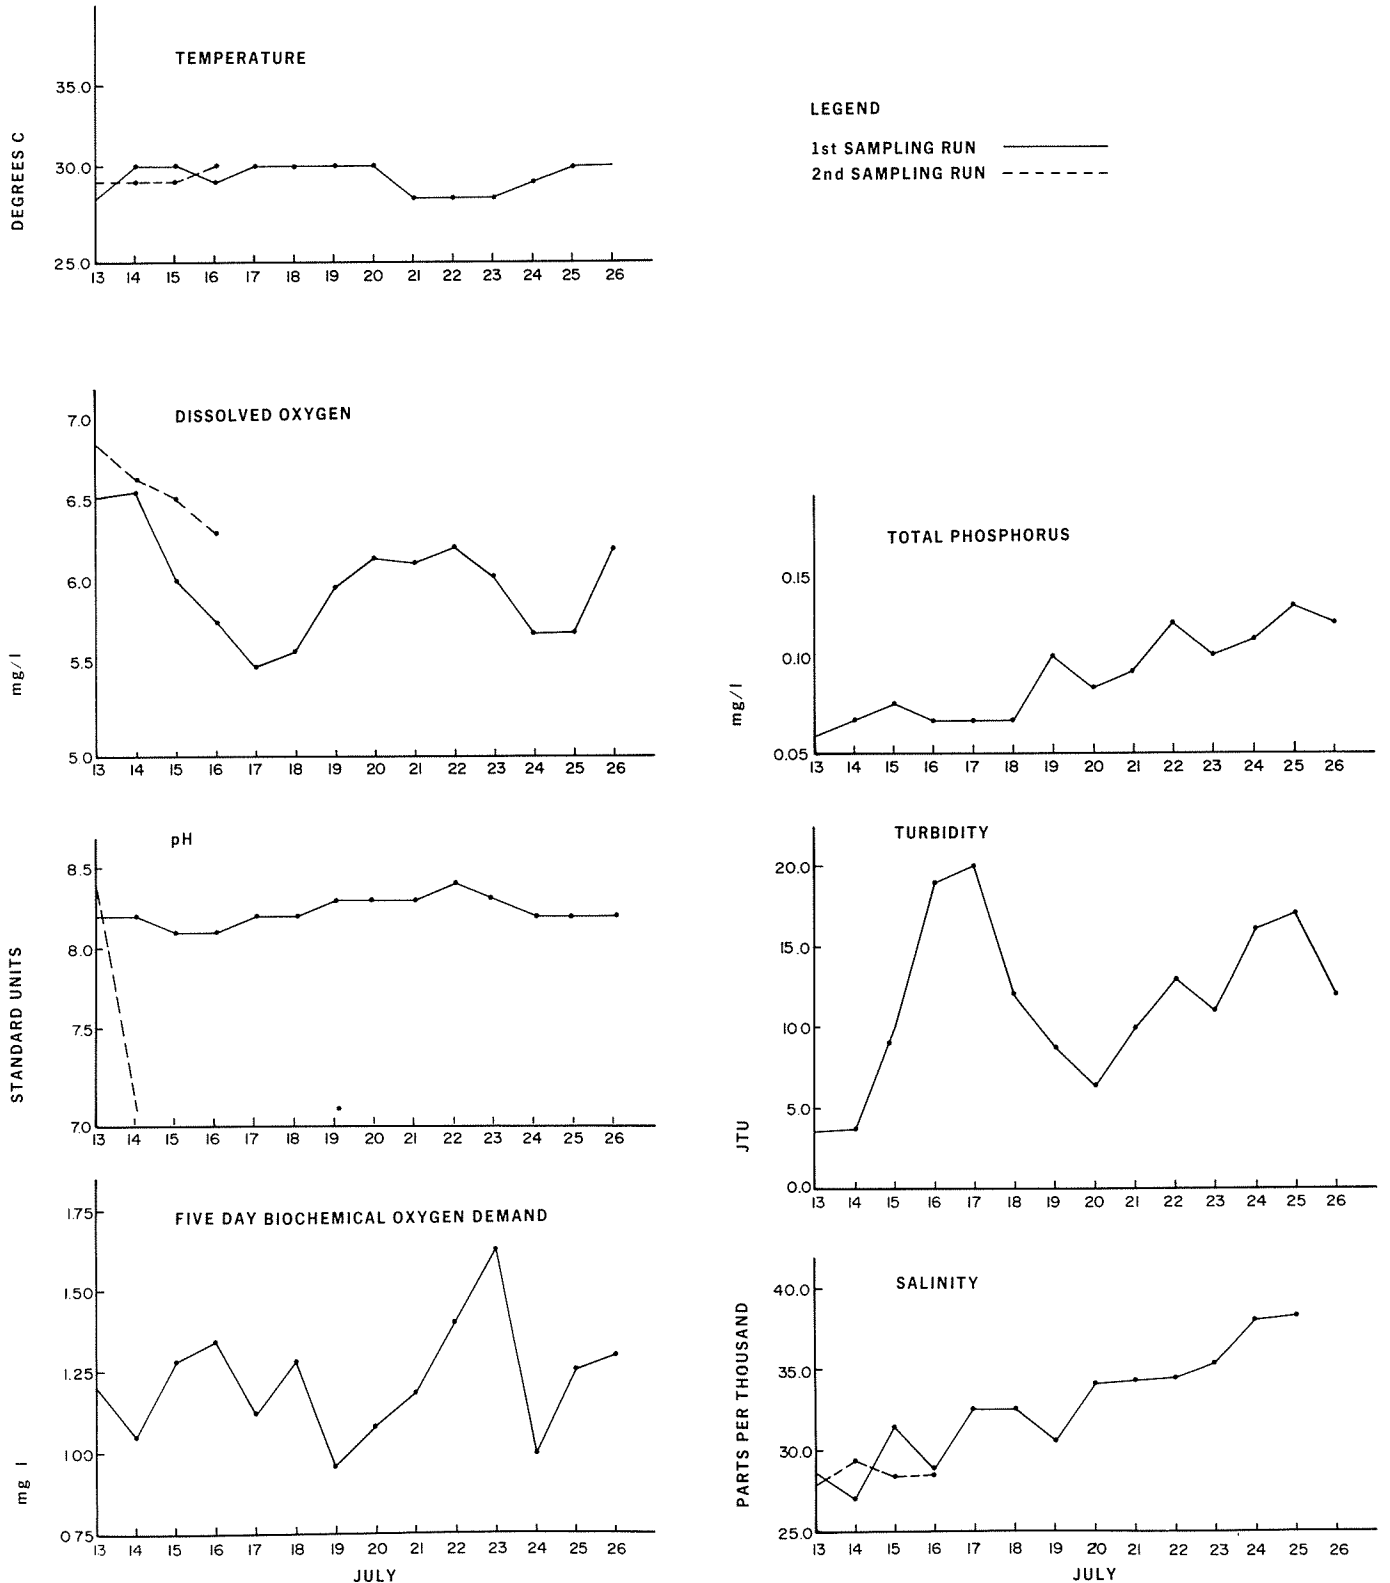 TEMPERATURE
DEGREES C
35.0
30.0
25.0
13 14 15 16 17 18 19 20 21 22 23 24 25 26
LEGEND
1st SAMPLING RUN
2nd SAMPLING RUN
DISSOLVED OXYGEN
mg/l
7.0
6.5
6.0
5.5
5.0
13 14 15 16 17 18 19 20 21 22 23 24 25 26
TOTAL PHOSPHORUS
mg/l
0.15
0.10
0.05
13 14 15 16 17 18 19 20 21 22 23 24 25 26
pH
STANDARD UNITS
8.5
8.0
7.5
7.0
13 14 15 16 17 18 19 20 21 22 23 24 25 26
TURBIDITY
JTU
20.0
15.0
10 0
5.0
0.0
13 14 15 16 17 18 19 20 21 22 23 24 25 26
FIVE DAY BIOCHEMICAL OXYGEN DEMAND
mg l
1.75
1.50
1.25
1.00
0 75
13 14 15 16 17 18 19 20 21 22 23 24 25 26
JULY
SALINITY
PARTS PER THOUSAND
40.0
35.0
30.0
25.0
13 14 15 16 17 18 19 20 21 22 23 24 25 26
JULY